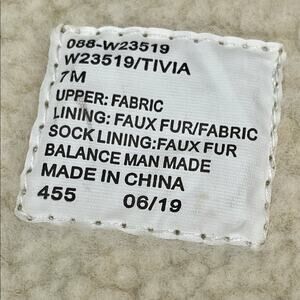 088-W23519
W23519/TIVIA
7M
UPPER: FABRIC
LINING: FAUX FUR/FABRIC
SOCK LINING:FAUX FUR
BALANCE MAN MADE
MADE IN CHINA
455 06/19